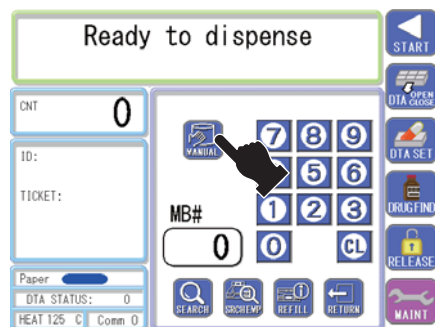 Ready to dispense
START
CNT 0
DTA OPEN CLOSE
MANUAL
7 8 9
ID:
DTA SET
5 6
TICKET:
DRUG FIND
MB#
1 2 3
0
0 CL
RELEASE
Paper
DTA STATUS: 0
SEARCH
SRCHEMP
REFILL
RETURN
HEAT 125 C Comm 0
MAINT